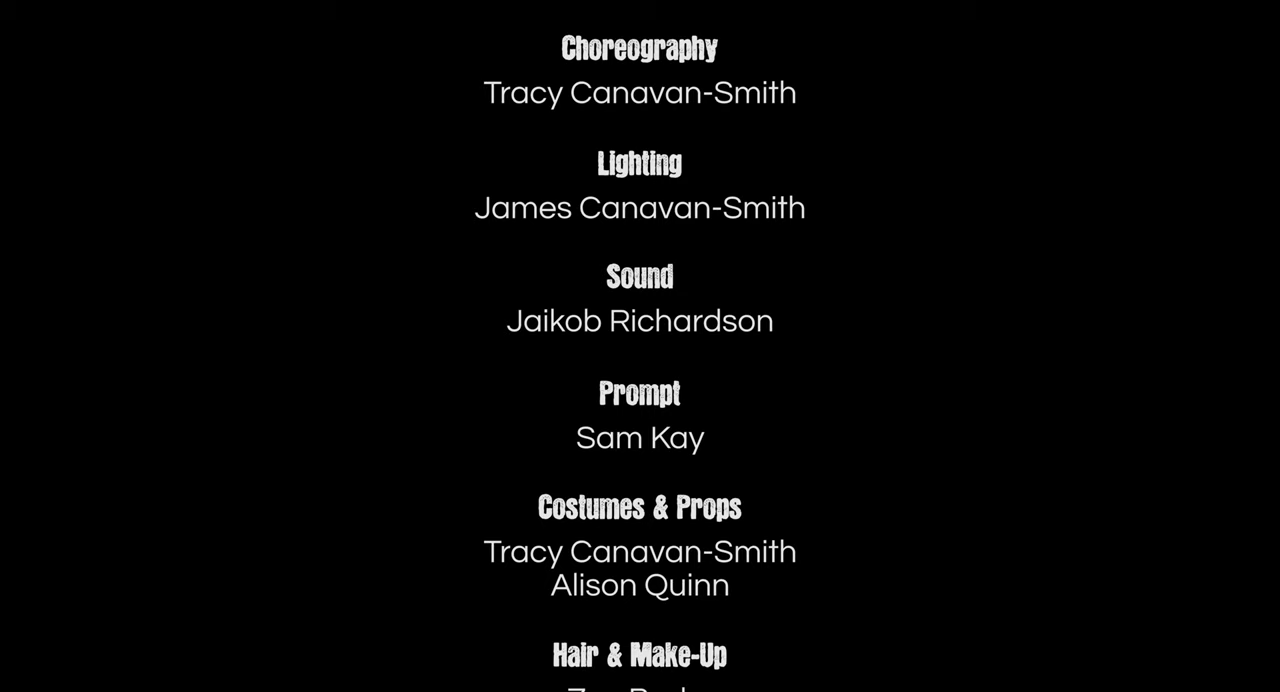 Choreography
Tracy Canavan-Smith
Lighting
James Canavan-Smith
Sound
Jaikob Richardson
Prompt
Sam Kay
Costumes & Props
Tracy Canavan-Smith
Alison Quinn
Hair & Make-Up